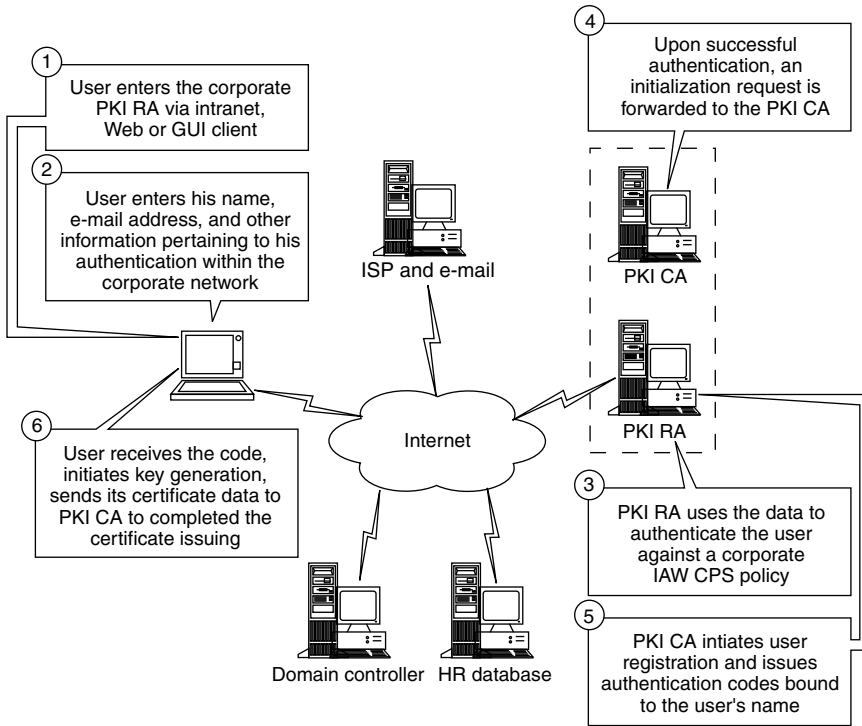 1
User enters the corporate
PKI RA via intranet,
Web or GUI client
2
User enters his name,
e-mail address, and other
information pertaining to his
authentication within the
corporate network
ISP and e-mail
4
Upon successful
authentication, an
initialization request is
forwarded to the PKI CA
PKI CA
PKI RA
Internet
6
User receives the code,
initiates key generation,
sends its certificate data to
PKI CA to completed the
certificate issuing
3
PKI RA uses the data to
authenticate the user
against a corporate
IAW CPS policy
Domain controller
HR database
5
PKI CA intiates user
registration and issues
authentication codes bound
to the user's name